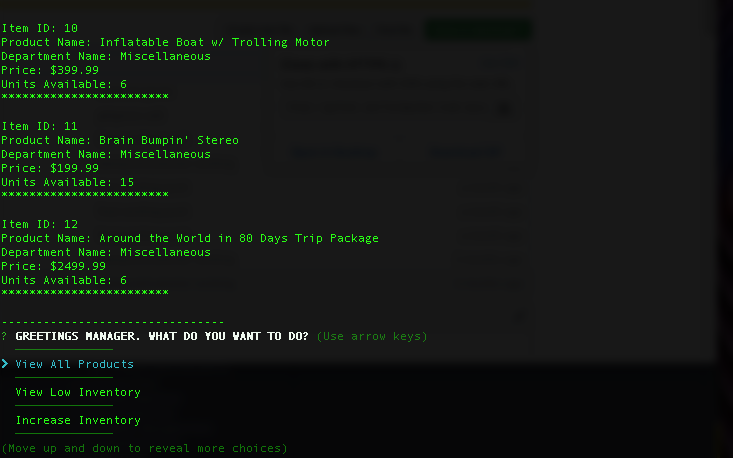 Item ID: 10
Product Name: Inflatable Boat w/ Trolling Motor
Department Name: Miscellaneous
Price: $399.99
Units Available: 6
************************
Item ID: 11
Product Name: Brain Bumpin' Stereo
Department Name: Miscellaneous
Price: $199.99
Units Available: 15
************************
Item ID: 12
Product Name: Around the World in 80 Days Trip Package
Department Name: Miscellaneous
Price: $2499.99
Units Available: 6
************************
--------------------------------
? GREETINGS MANAGER. WHAT DO YOU WANT TO DO? (Use arrow keys)
──────────────
❯ View All Products
──────────────
View Low Inventory
──────────────
Increase Inventory
──────────────
(Move up and down to reveal more choices)